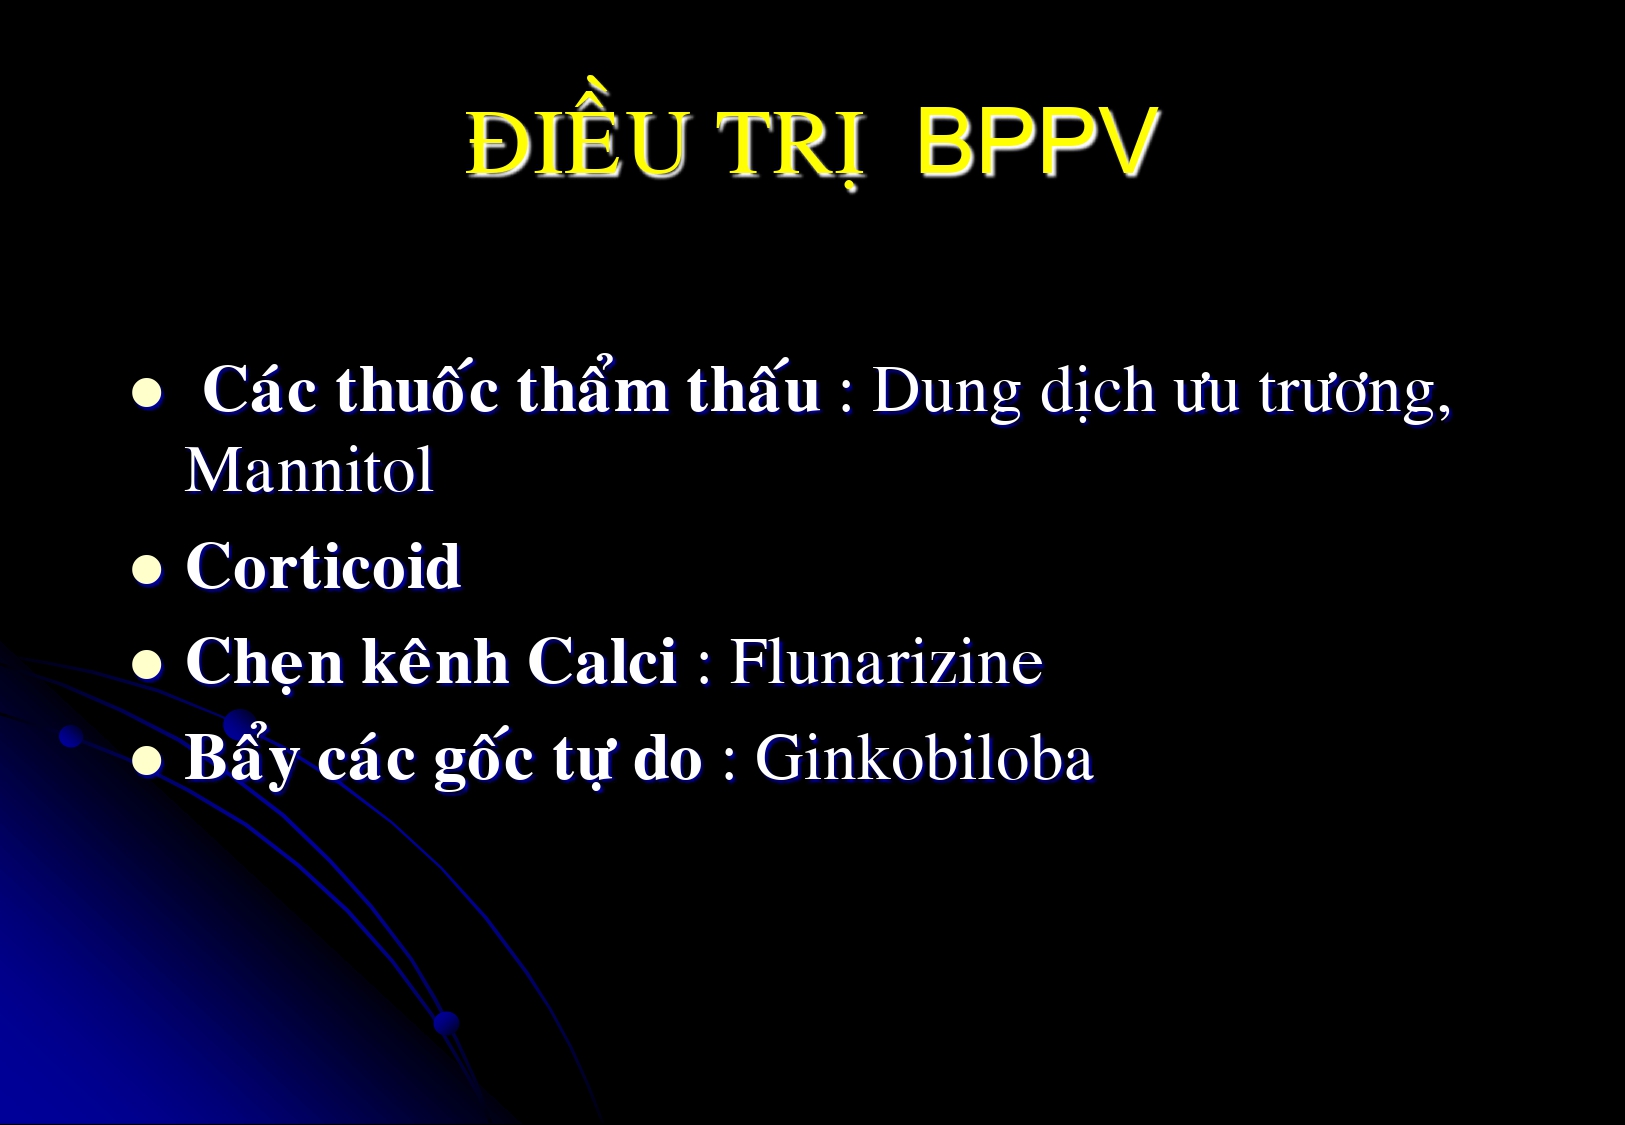 ĐIỀU TRỊ BPPV
Các thuốc thẩm thấu : Dung dịch ưu trương,
Mannitol
Corticoid
Chẹn kênh Calci : Flunarizine
Bẩy các gốc tự do : Ginkobiloba